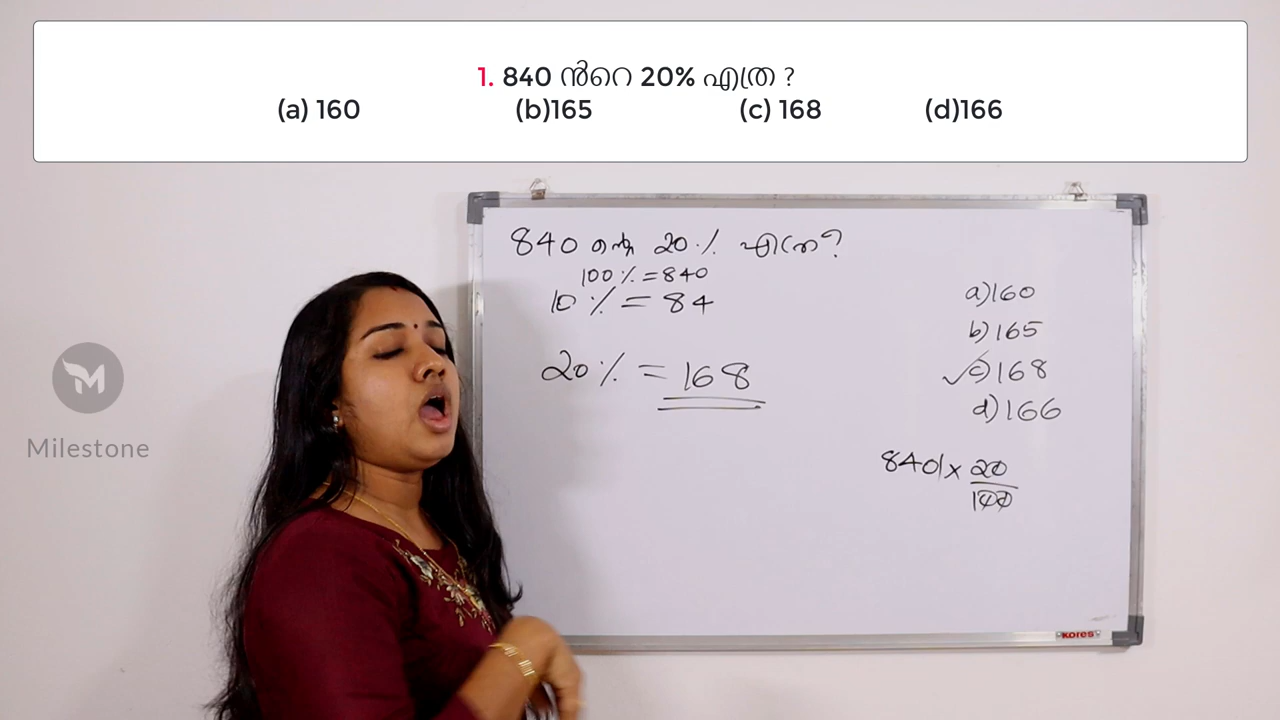 1. 840 ൻറെ 20% എത്ര ?
(a) 160 (b)165 (c) 168 (d)166
840 ന്റെ 20% എത്ര?
100% = 840
10% = 84
20% = 168
a) 160
b) 165
c) 168
d) 166
840 x 20/100
Milestone
KORES